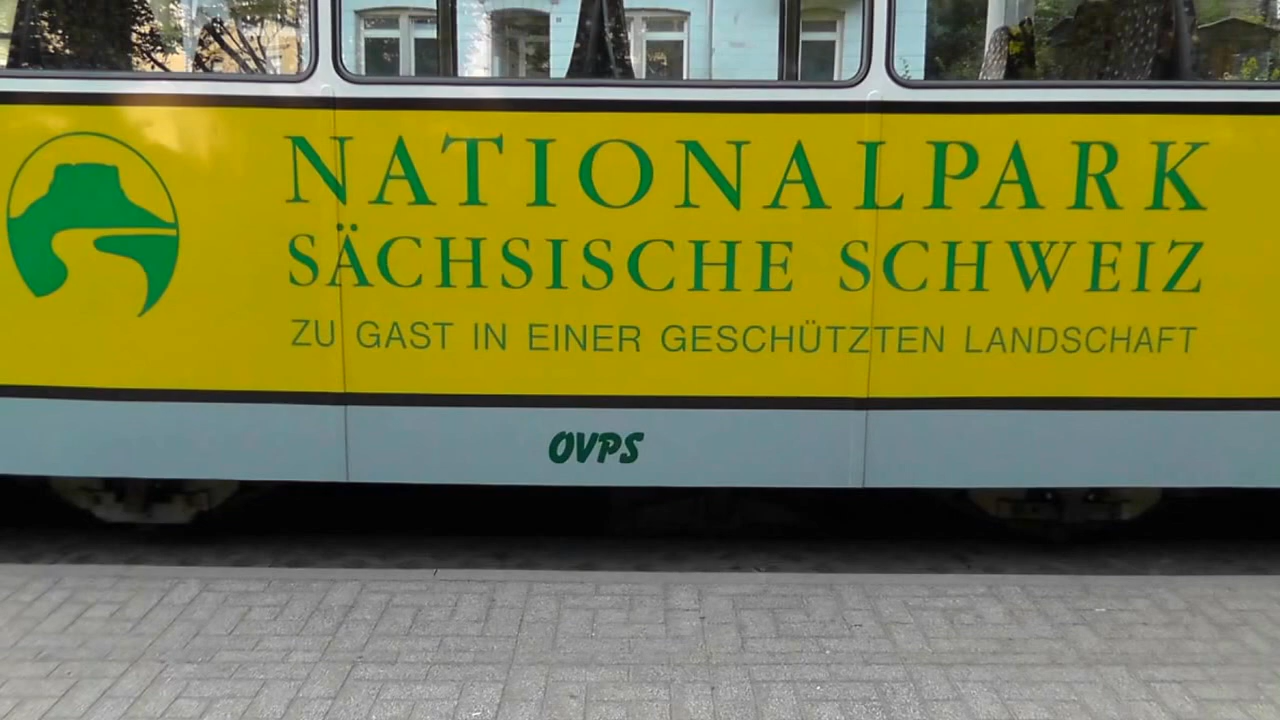 NATIONALPARK
SÄCHSISCHE SCHWEIZ
ZU GAST IN EINER GESCHÜTZTEN LANDSCHAFT
OVPS